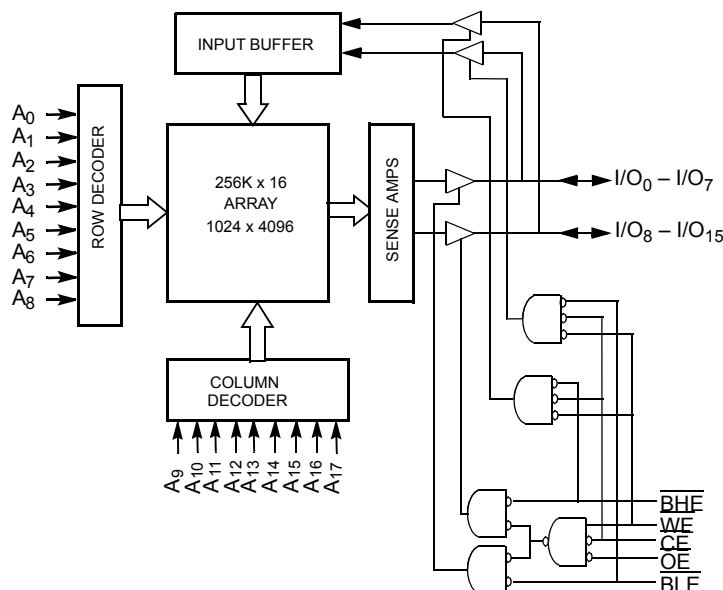 INPUT BUFFER
A0
A1
A2
A3
A4
A5
A6
A7
A8
ROW DECODER
256K x 16
ARRAY
1024 x 4096
SENSE AMPS
I/O0 – I/O7
I/O8 – I/O15
COLUMN
DECODER
A9
A10
A11
A12
A13
A14
A15
A16
A17
BHE
WE
CE
OE
BLE